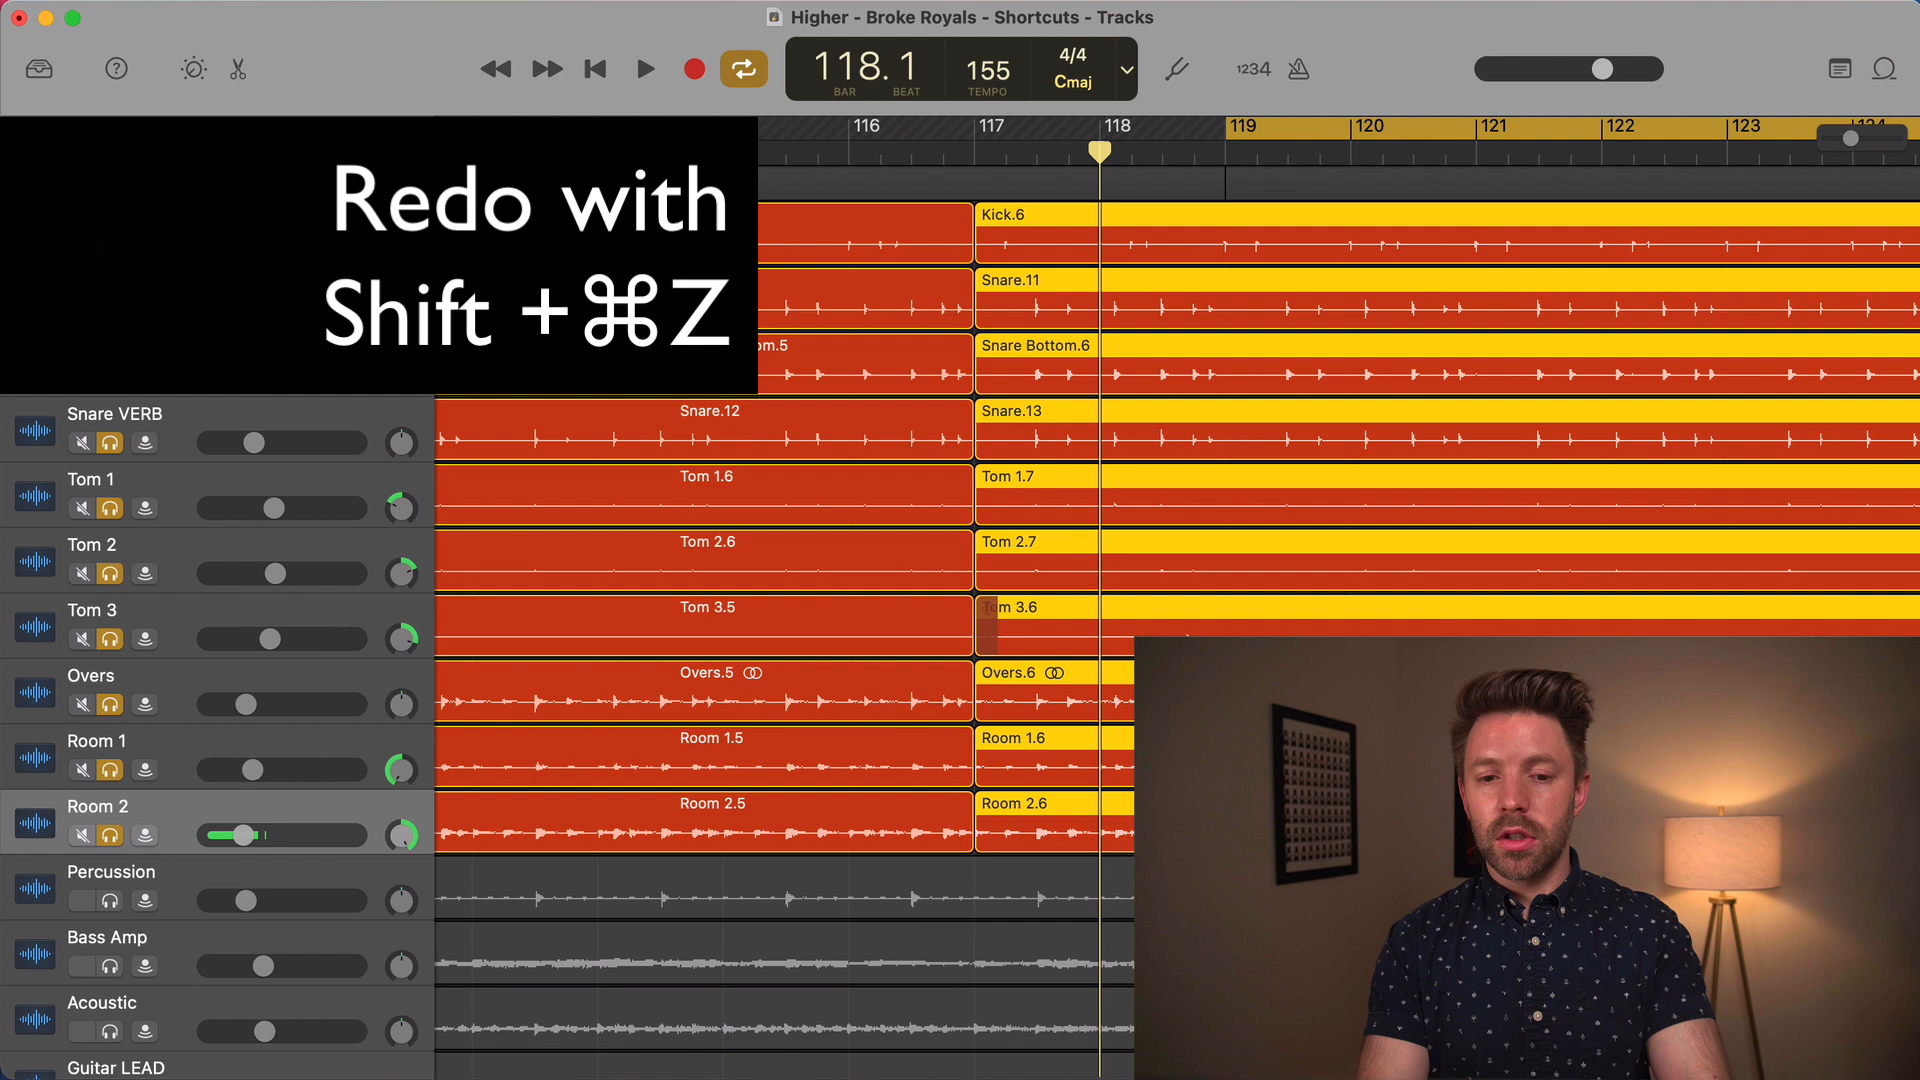 Higher - Broke Royals - Shortcuts - Tracks
118.1
BAR BEAT
155
TEMPO
4/4
Cmaj
1234
116 117 118 119 120 121 122 123 124
Redo with
Shift +⌘Z
Kick.6
Snare.11
om.5
Snare Bottom.6
Snare VERB
Snare.12
Snare.13
Tom 1
Tom 1.6
Tom 1.7
Tom 2
Tom 2.6
Tom 2.7
Tom 3
Tom 3.5
Tom 3.6
Overs
Overs.5
Overs.6
Room 1
Room 1.5
Room 1.6
Room 2
Room 2.5
Room 2.6
Percussion
Bass Amp
Acoustic
Guitar LEAD